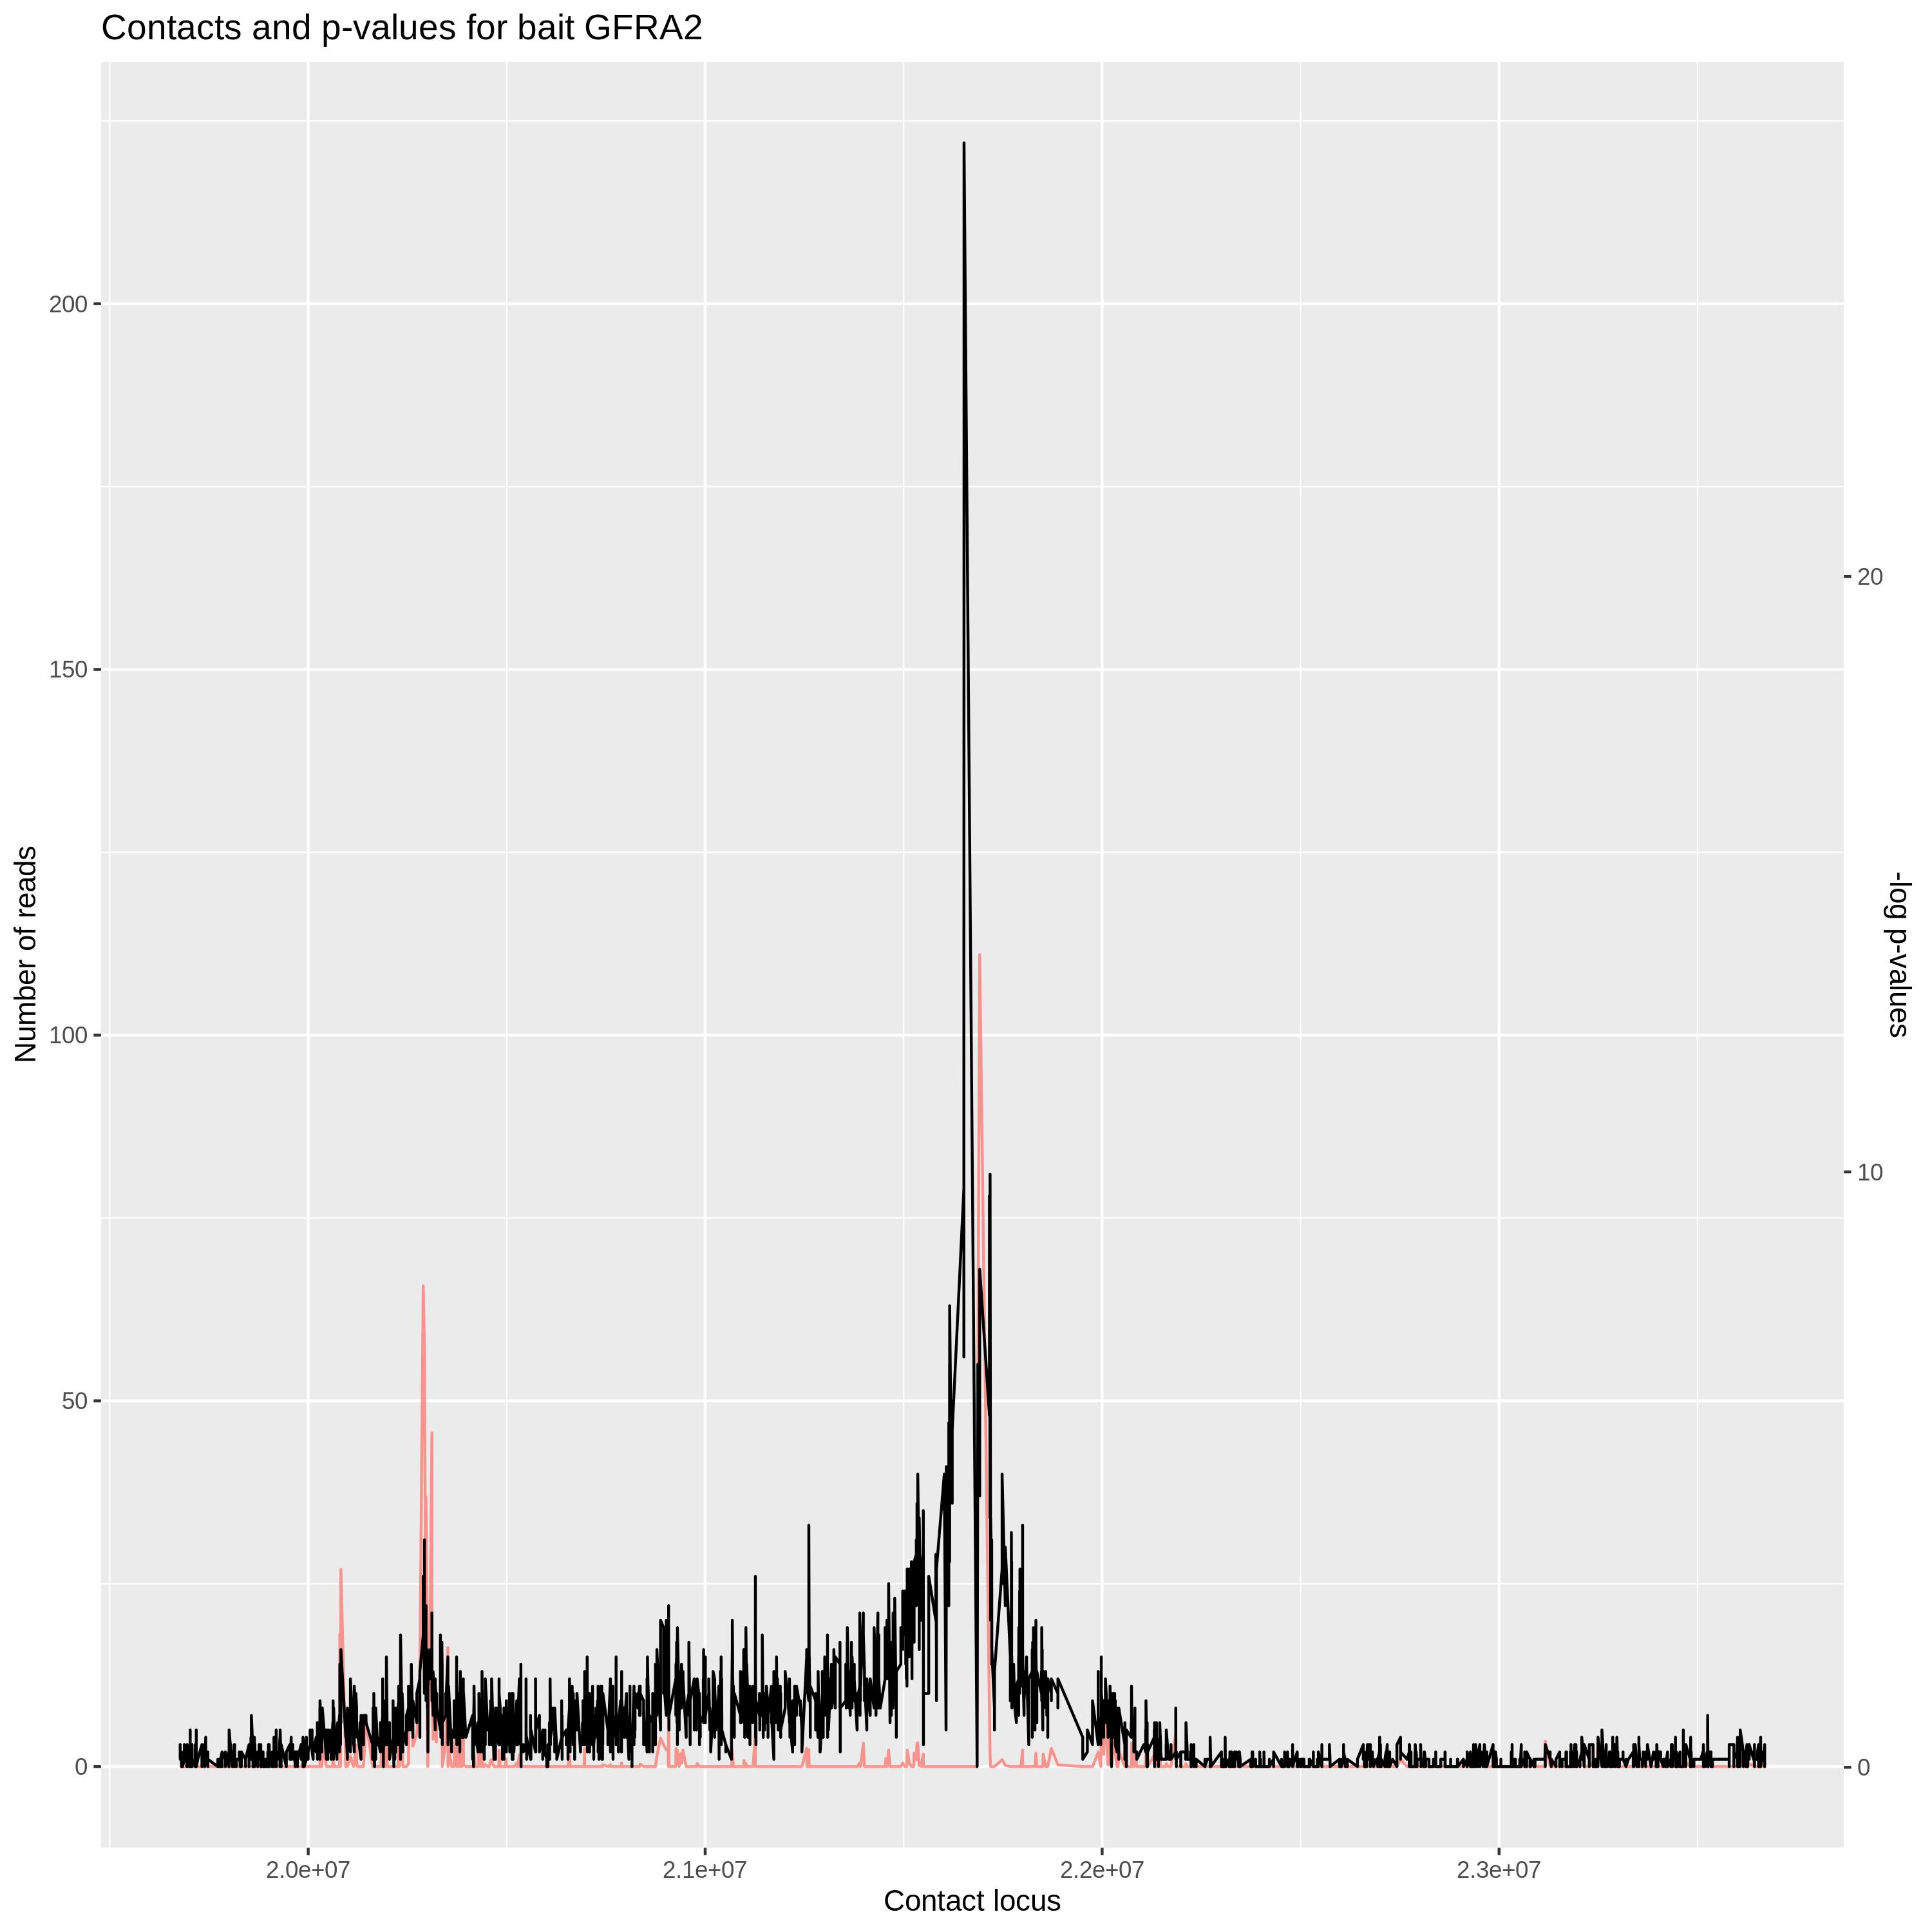 Contacts and p-values for bait GFRA2
Number of reads
200
150
100
50
0
20
10
0
-log p-values
2.0e+07
2.1e+07
2.2e+07
2.3e+07
Contact locus